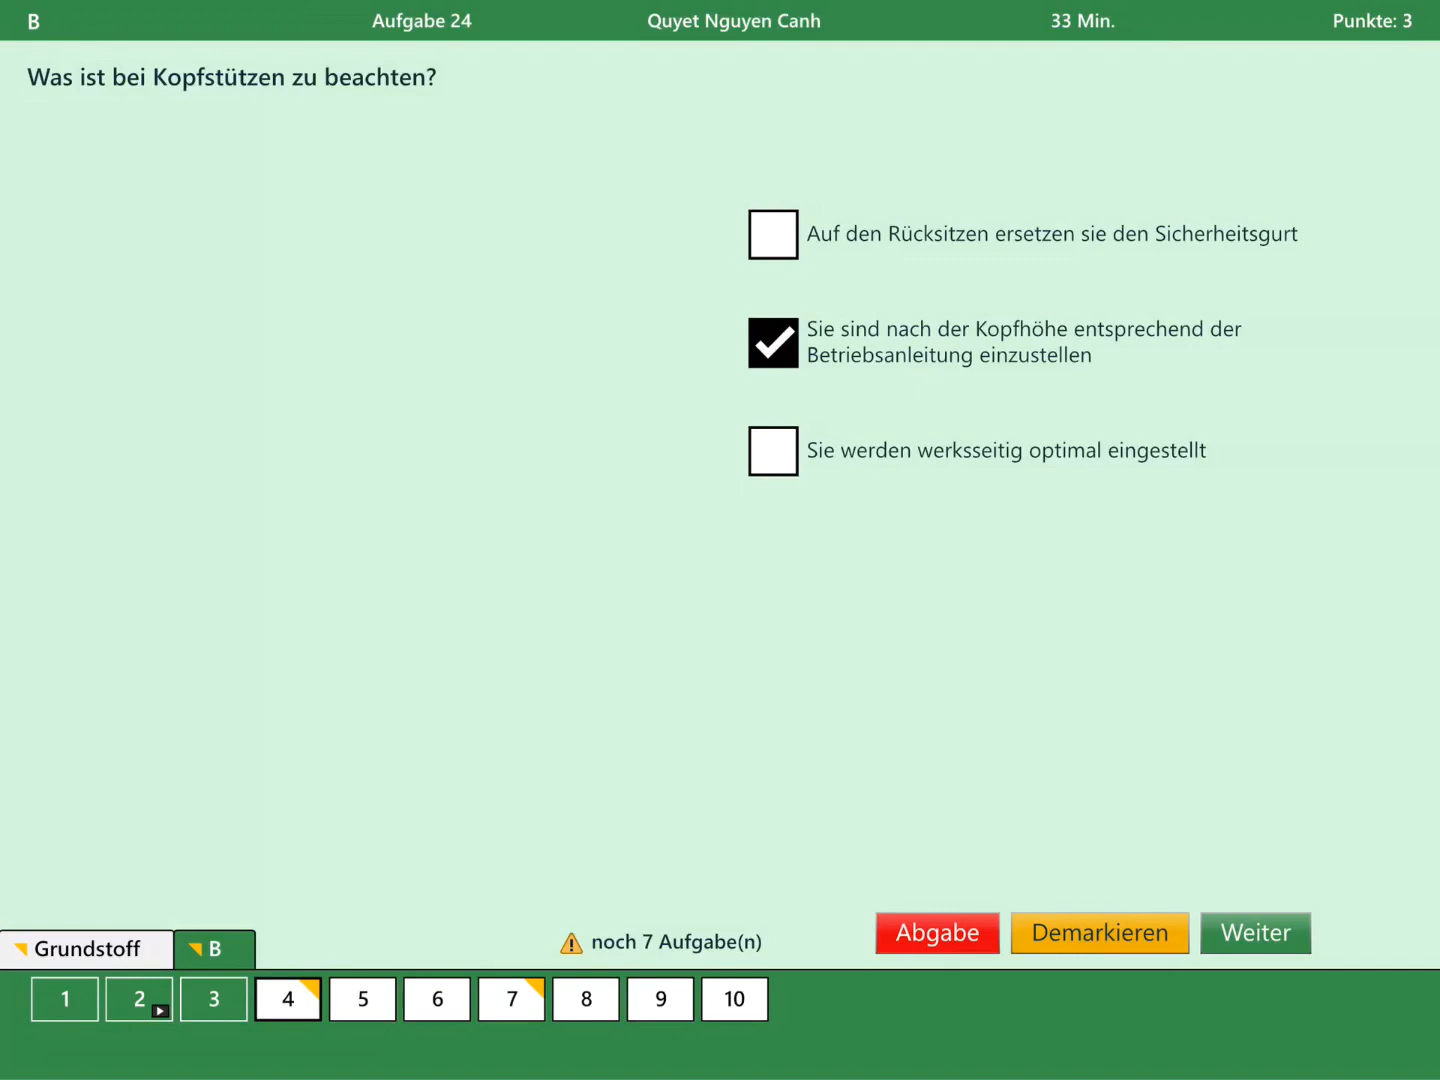 B Aufgabe 24 Quyet Nguyen Canh 33 Min. Punkte: 3
Was ist bei Kopfstützen zu beachten?
Auf den Rücksitzen ersetzen sie den Sicherheitsgurt
Sie sind nach der Kopfhöhe entsprechend der
Betriebsanleitung einzustellen
Sie werden werksseitig optimal eingestellt
Grundstoff B noch 7 Aufgabe(n) Abgabe Demarkieren Weiter
1 2 3 4 5 6 7 8 9 10